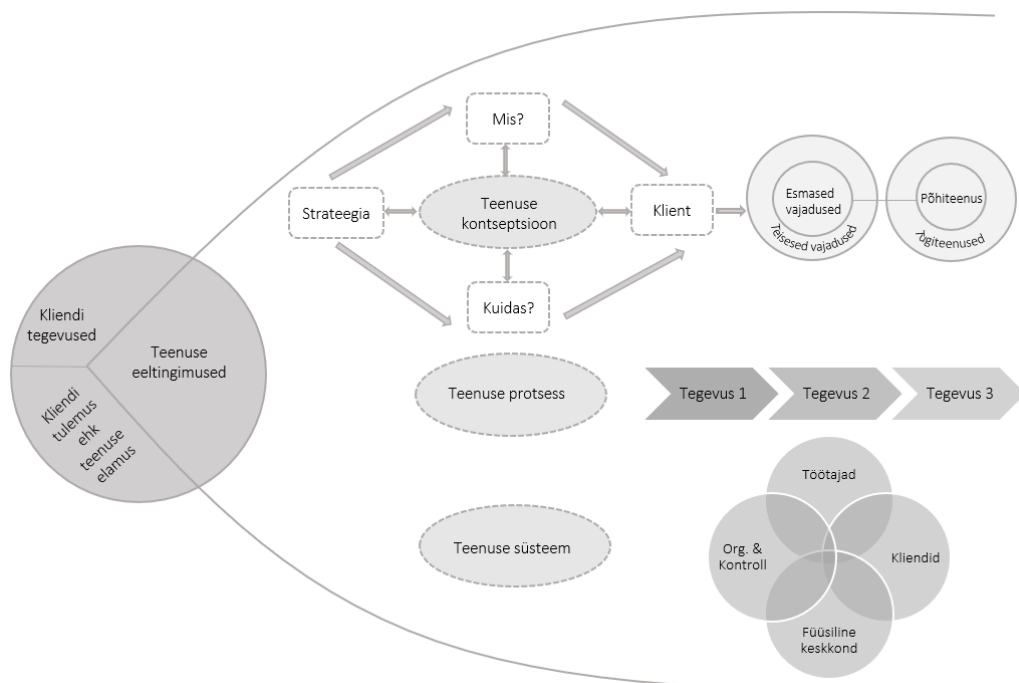 Mis?
Strateegia
Teenuse
kontseptsioon
Klient
Esmased
vajadused
Teisesed vajadused
Põhiteenus
Tugiteenused
Kuidas?
Kliendi
tegevused
Teenuse
eeltingimused
Kliendi
tulemus
ehk
teenuse
elamus
Teenuse protsess
Tegevus 1
Tegevus 2
Tegevus 3
Teenuse süsteem
Töötajad
Org. &
Kontroll
Kliendid
Füüsiline
keskkond